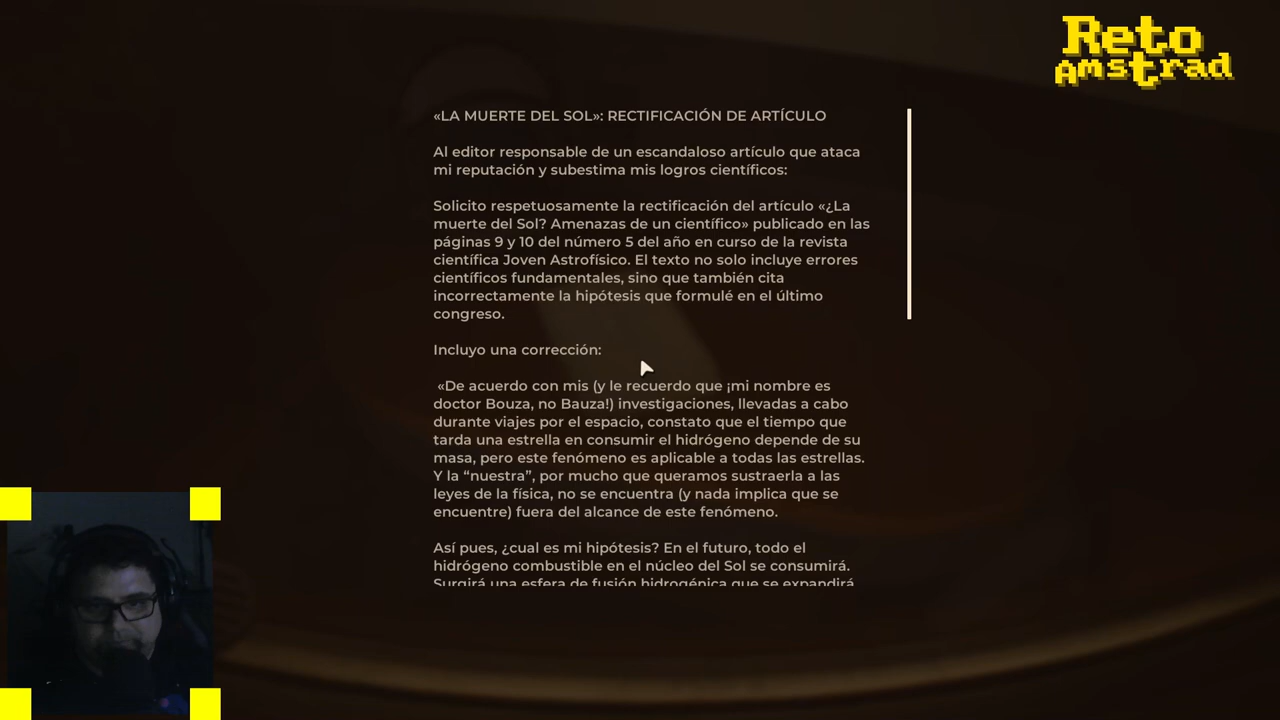 Reto
Amstrad
«LA MUERTE DEL SOL»: RECTIFICACIÓN DE ARTÍCULO
Al editor responsable de un escandaloso artículo que ataca
mi reputación y subestima mis logros científicos:
Solicito respetuosamente la rectificación del artículo «¿La
muerte del Sol? Amenazas de un científico» publicado en las
páginas 9 y 10 del número 5 del año en curso de la revista
científica Joven Astrofísico. El texto no solo incluye errores
científicos fundamentales, sino que también cita
incorrectamente la hipótesis que formulé en el último
congreso.
Incluyo una corrección:
«De acuerdo con mis (y le recuerdo que ¡mi nombre es
doctor Bouza, no Bauza!) investigaciones, llevadas a cabo
durante viajes por el espacio, constato que el tiempo que
tarda una estrella en consumir el hidrógeno depende de su
masa, pero este fenómeno es aplicable a todas las estrellas.
Y la “nuestra”, por mucho que queramos sustraerla a las
leyes de la física, no se encuentra (y nada implica que se
encuentre) fuera del alcance de este fenómeno.
Así pues, ¿cual es mi hipótesis? En el futuro, todo el
hidrógeno combustible en el núcleo del Sol se consumirá.
Surgirá una esfera de fusión hidrogénica que se expandirá